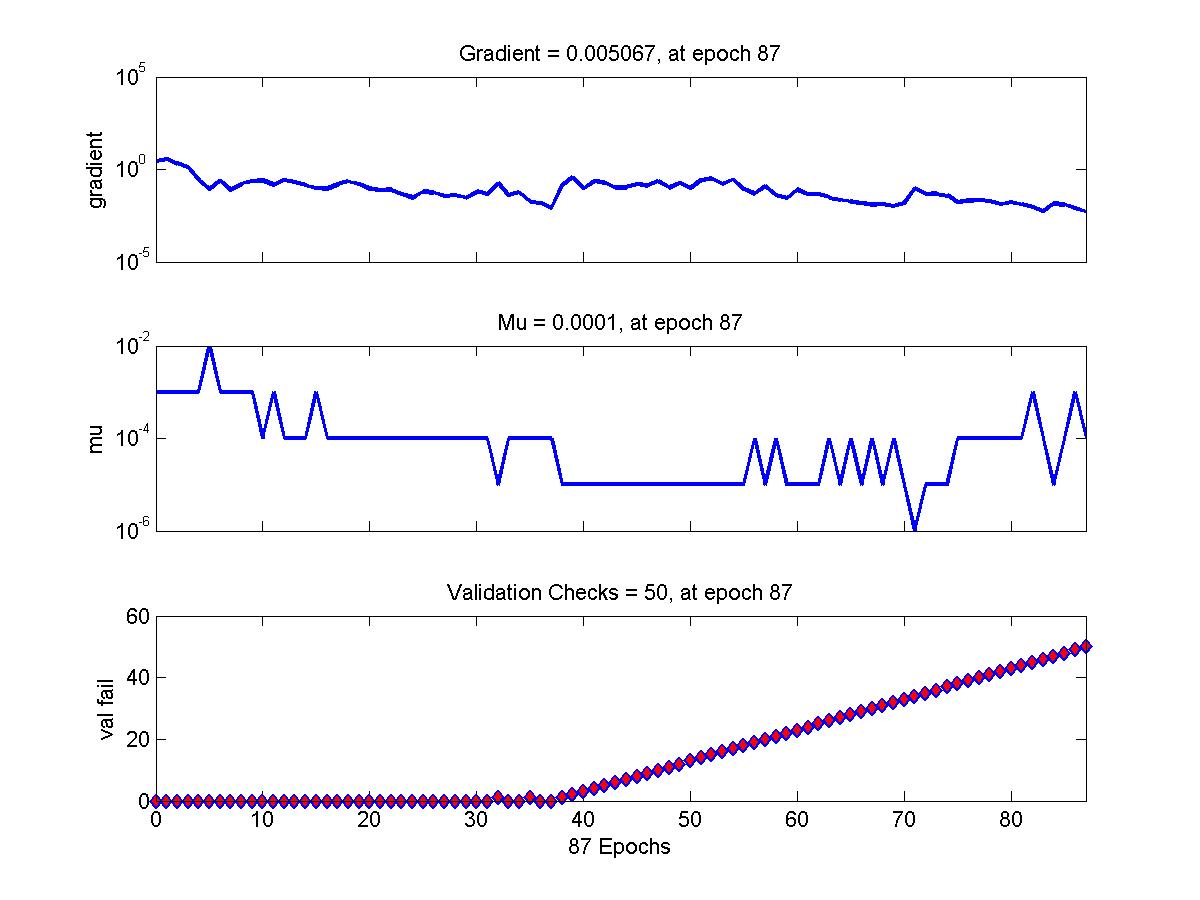 Gradient = 0.005067, at epoch 87
10^5
10^0
10^-5
gradient
Mu = 0.0001, at epoch 87
10^-2
10^-4
10^-6
mu
Validation Checks = 50, at epoch 87
60
40
20
0
val fail
0 10 20 30 40 50 60 70 80
87 Epochs